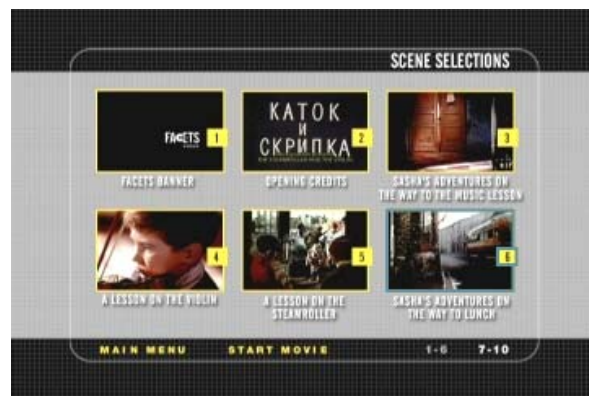 SCENE SELECTIONS
FACETS
1
КАТОК
И
СКРИПКА
2
3
FACETS BANNER
OPENING CREDITS
SASHA'S ADVENTURES ON
THE WAY TO THE MUSIC LESSON
4
5
6
A LESSON ON THE VIOLIN
A LESSON ON THE
STEAMROLLER
SASHA'S ADVENTURES ON
THE WAY TO LUNCH
MAIN MENU START MOVIE 1-6 7-10